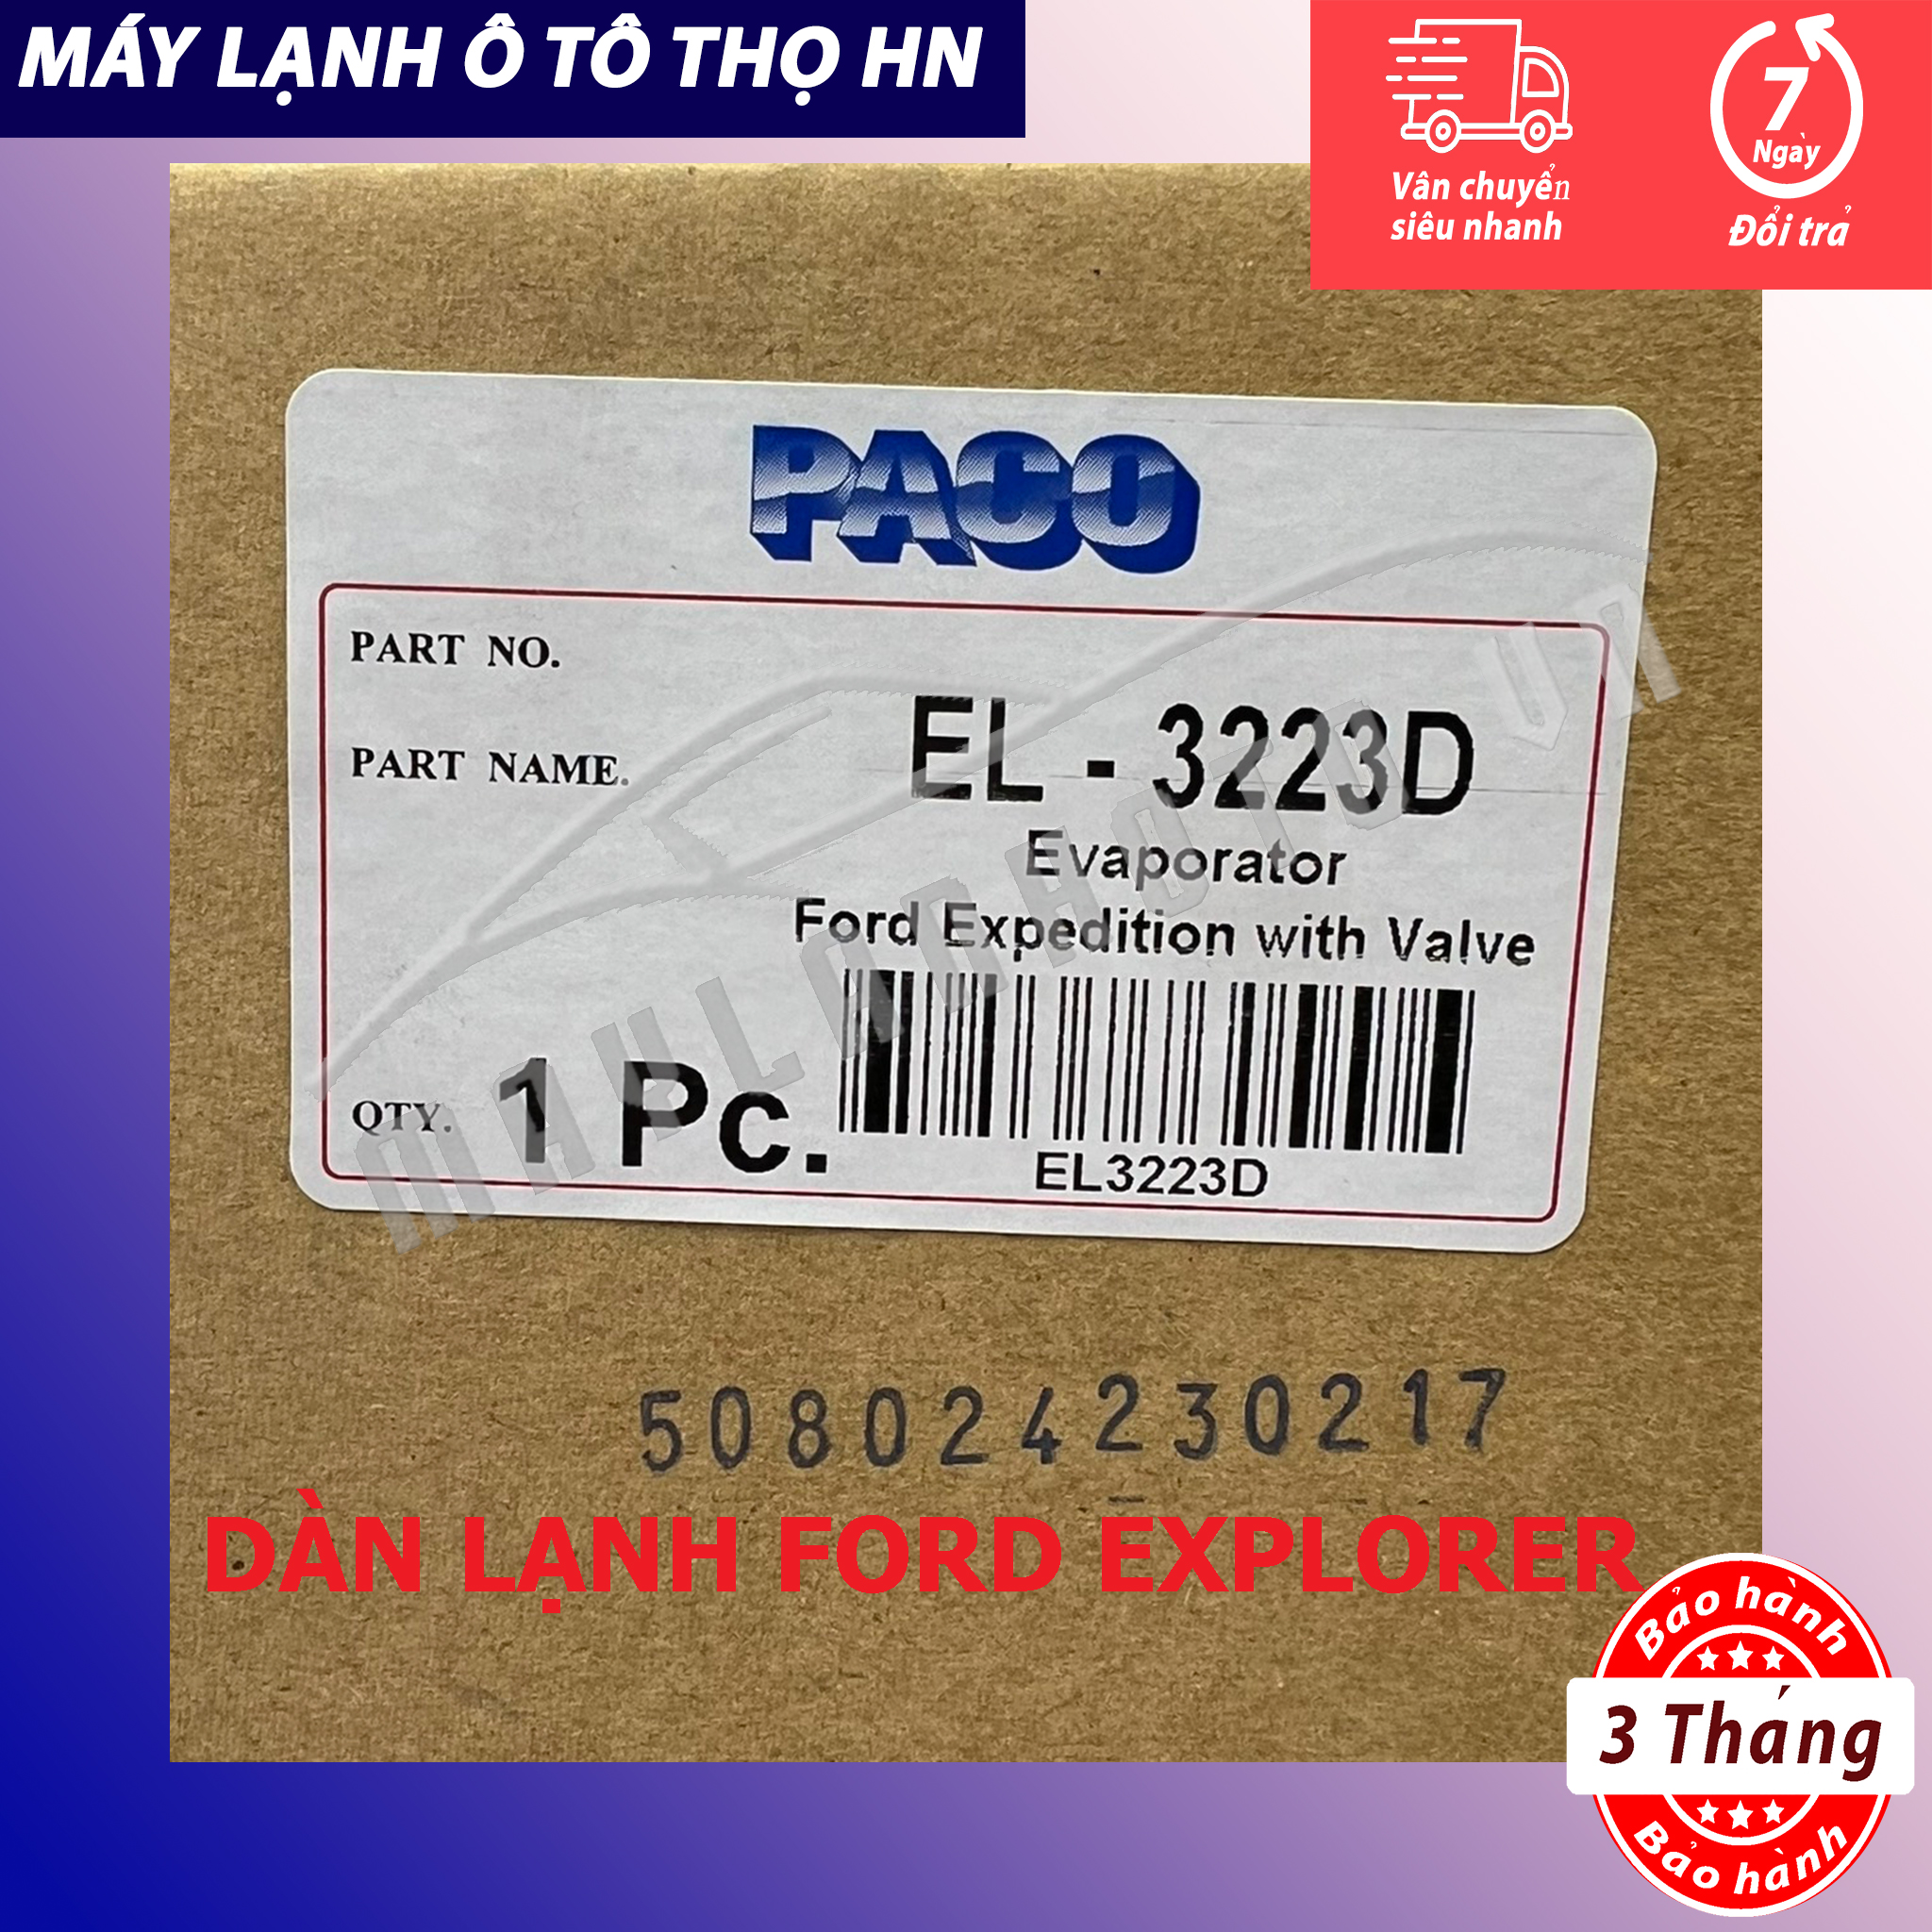 MÁY LẠNH Ô TÔ THỌ HN
Vân chuyển
siêu nhanh
7
Ngày
Đổi trả
PACO
PART NO.
EL - 3223D
PART NAME.
Evaporator
Ford Expedition with Valve
QTY. 1 Pc.
EL3223D
MAYLANHOTO VN
508024230217
DÀN LẠNH FORD EXPLORER
Bảo hành
3 Tháng
Bảo hành